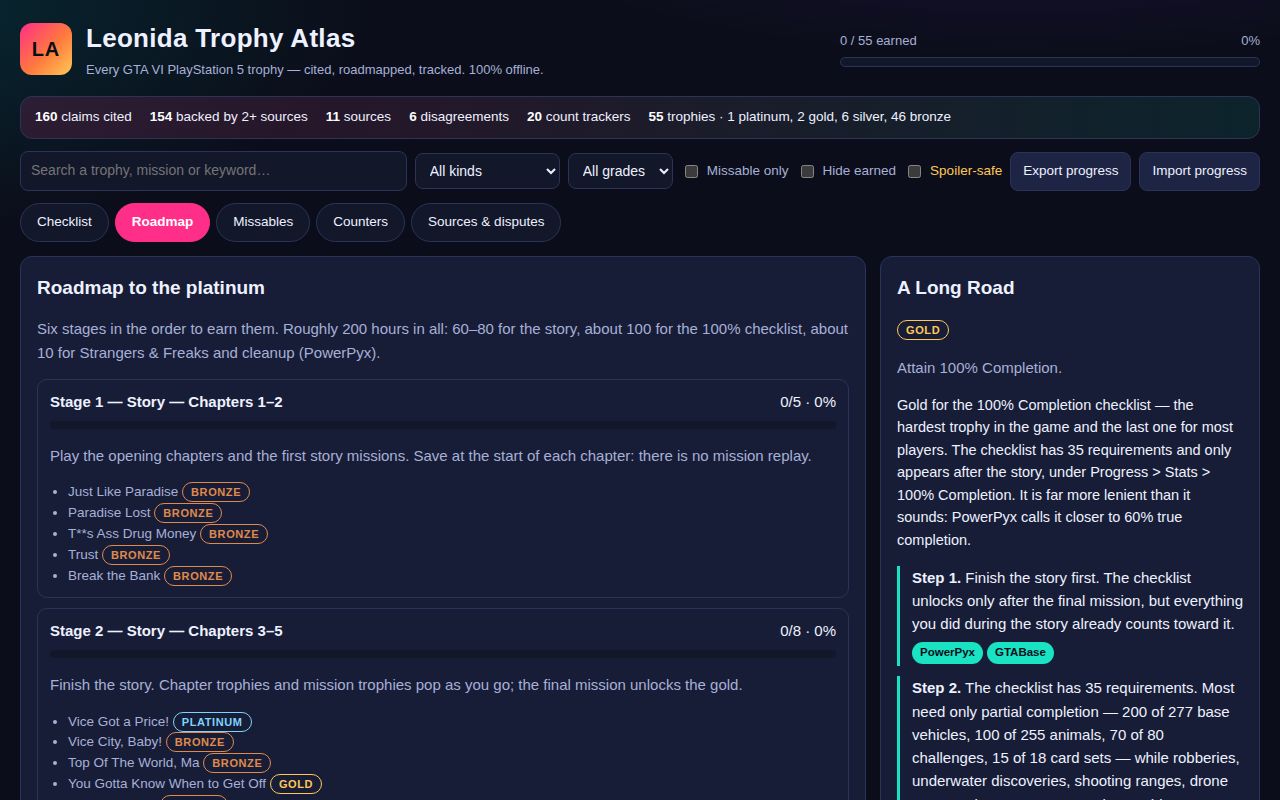 LA
Leonida Trophy Atlas
Every GTA VI PlayStation 5 trophy — cited, roadmapped, tracked. 100% offline.
0 / 55 earned 0%
160 claims cited 154 backed by 2+ sources 11 sources 6 disagreements 20 count trackers 55 trophies · 1 platinum, 2 gold, 6 silver, 46 bronze
Search a trophy, mission or keyword… All kinds All grades Missable only Hide earned Spoiler-safe Export progress Import progress
Checklist Roadmap Missables Counters Sources & disputes
Roadmap to the platinum
Six stages in the order to earn them. Roughly 200 hours in all: 60–80 for the story, about 100 for the 100% checklist, about
10 for Strangers & Freaks and cleanup (PowerPyx).
Stage 1 — Story — Chapters 1–2 0/5 · 0%
Play the opening chapters and the first story missions. Save at the start of each chapter: there is no mission replay.
Just Like Paradise BRONZE
Paradise Lost BRONZE
T**s Ass Drug Money BRONZE
Trust BRONZE
Break the Bank BRONZE
Stage 2 — Story — Chapters 3–5 0/8 · 0%
Finish the story. Chapter trophies and mission trophies pop as you go; the final mission unlocks the gold.
Vice Got a Price! PLATINUM
Vice City, Baby! BRONZE
Top Of The World, Ma BRONZE
You Gotta Know When to Get Off GOLD
A Long Road
GOLD
Attain 100% Completion.
Gold for the 100% Completion checklist — the
hardest trophy in the game and the last one for most
players. The checklist has 35 requirements and only
appears after the story, under Progress > Stats >
100% Completion. It is far more lenient than it
sounds: PowerPyx calls it closer to 60% true
completion.
Step 1. Finish the story first. The checklist
unlocks only after the final mission, but everything
you did during the story already counts toward it.
PowerPyx GTABase
Step 2. The checklist has 35 requirements. Most
need only partial completion — 200 of 277 base
vehicles, 100 of 255 animals, 70 of 80
challenges, 15 of 18 card sets — while robberies,
underwater discoveries, shooting ranges, drone